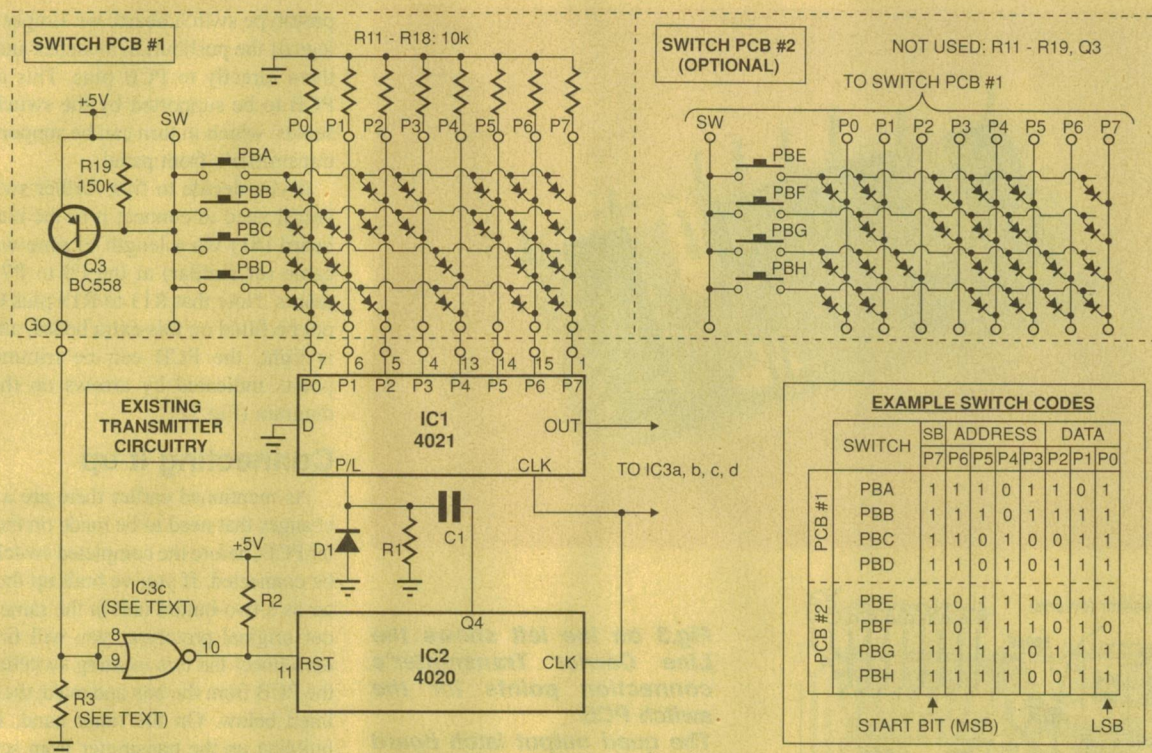 SWITCH PCB #1
R11 - R18: 10k
SWITCH PCB #2
(OPTIONAL)
NOT USED: R11 - R19, Q3
TO SWITCH PCB #1
+5V
SW
P0 P1 P2 P3 P4 P5 P6 P7
R19
150k
PBA
PBB
PBC
PBD
Q3
BC558
GO
SW
P0 P1 P2 P3 P4 P5 P6 P7
PBE
PBF
PBG
PBH
7 6 5 4 13 14 15 1
P0 P1 P2 P3 P4 P5 P6 P7
EXISTING
TRANSMITTER
CIRCUITRY
D
IC1
4021
OUT
P/L
CLK
TO IC3a, b, c, d
D1
R1
C1
+5V
IC3c
(SEE TEXT)
R2
8
9
10
11
Q4
RST
IC2
4020
CLK
R3
(SEE TEXT)
EXAMPLE SWITCH CODES
SWITCH SB ADDRESS DATA
P7 P6 P5 P4 P3 P2 P1 P0
PCB #1
PBA 1 1 1 0 1 1 0 1
PBB 1 1 1 0 1 1 1 1
PBC 1 1 0 1 0 0 1 1
PBD 1 1 0 1 0 1 1 1
PCB #2
PBE 1 0 1 1 1 1 1 0
PBF 1 0 1 1 1 0 1 0
PBG 1 1 1 0 0 1 1 1
PBH 1 1 1 0 0 0 1 1
START BIT (MSB)
LSB